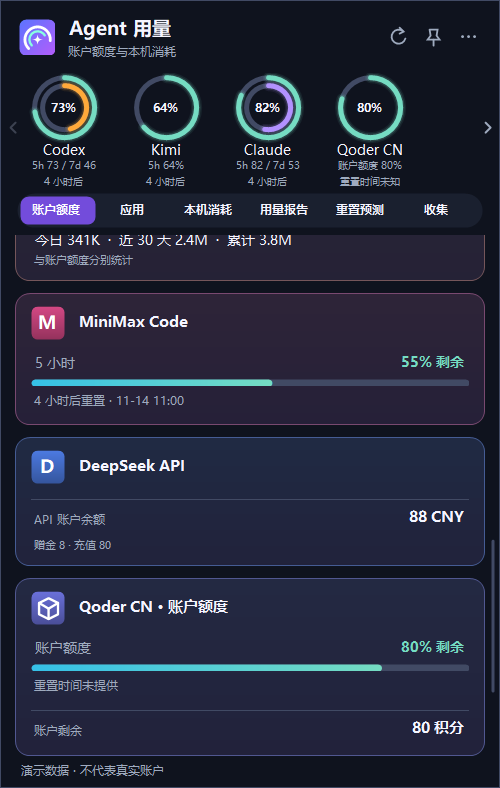 Agent 用量
账户额度与本机消耗
73%
64%
82%
80%
Codex
Kimi
Claude
Qoder CN
5h 73 / 7d 46
5h 64%
5h 82 / 7d 53
账户额度 80%
4 小时后
4 小时后
4 小时后
重置时间未知
账户额度
应用
本机消耗
用量报告
重置预测
收集
今日 341K · 近 30 天 2.4M · 累计 3.8M
与账户额度分别统计
M
MiniMax Code
5 小时
55% 剩余
4 小时后重置 · 11-14 11:00
D
DeepSeek API
API 账户余额
88 CNY
赠金 8 · 充值 80
Qoder CN • 账户额度
账户额度
80% 剩余
重置时间未提供
账户剩余
80 积分
演示数据 · 不代表真实账户